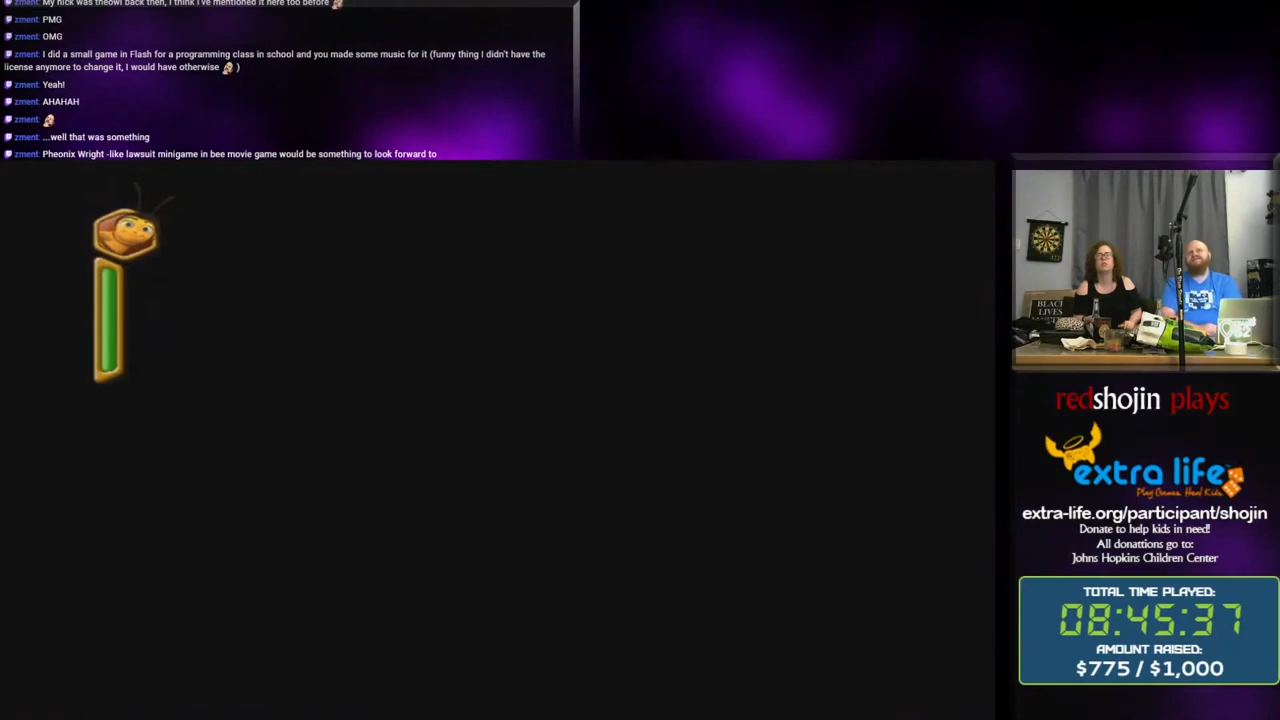 zment: My nick was theowl back then, I think I've mentioned it here too before
zment: PMG
zment: OMG
zment: I did a small game in Flash for a programming class in school and you made some music for it (funny thing I didn't have the
license anymore to change it, I would have otherwise )
zment: Yeah!
zment: AHAHAH
zment:
zment: ...well that was something
zment: Pheonix Wright -like lawsuit minigame in bee movie game would be something to look forward to
BLACK
LIVES
redshojin plays
extra life
Play Games Heal Kids
extra-life.org/participant/shojin
Donate to help kids in need!
All donattions go to:
Johns Hopkins Children Center
TOTAL TIME PLAYED:
08:45:37
AMOUNT RAISED:
$775 / $1,000